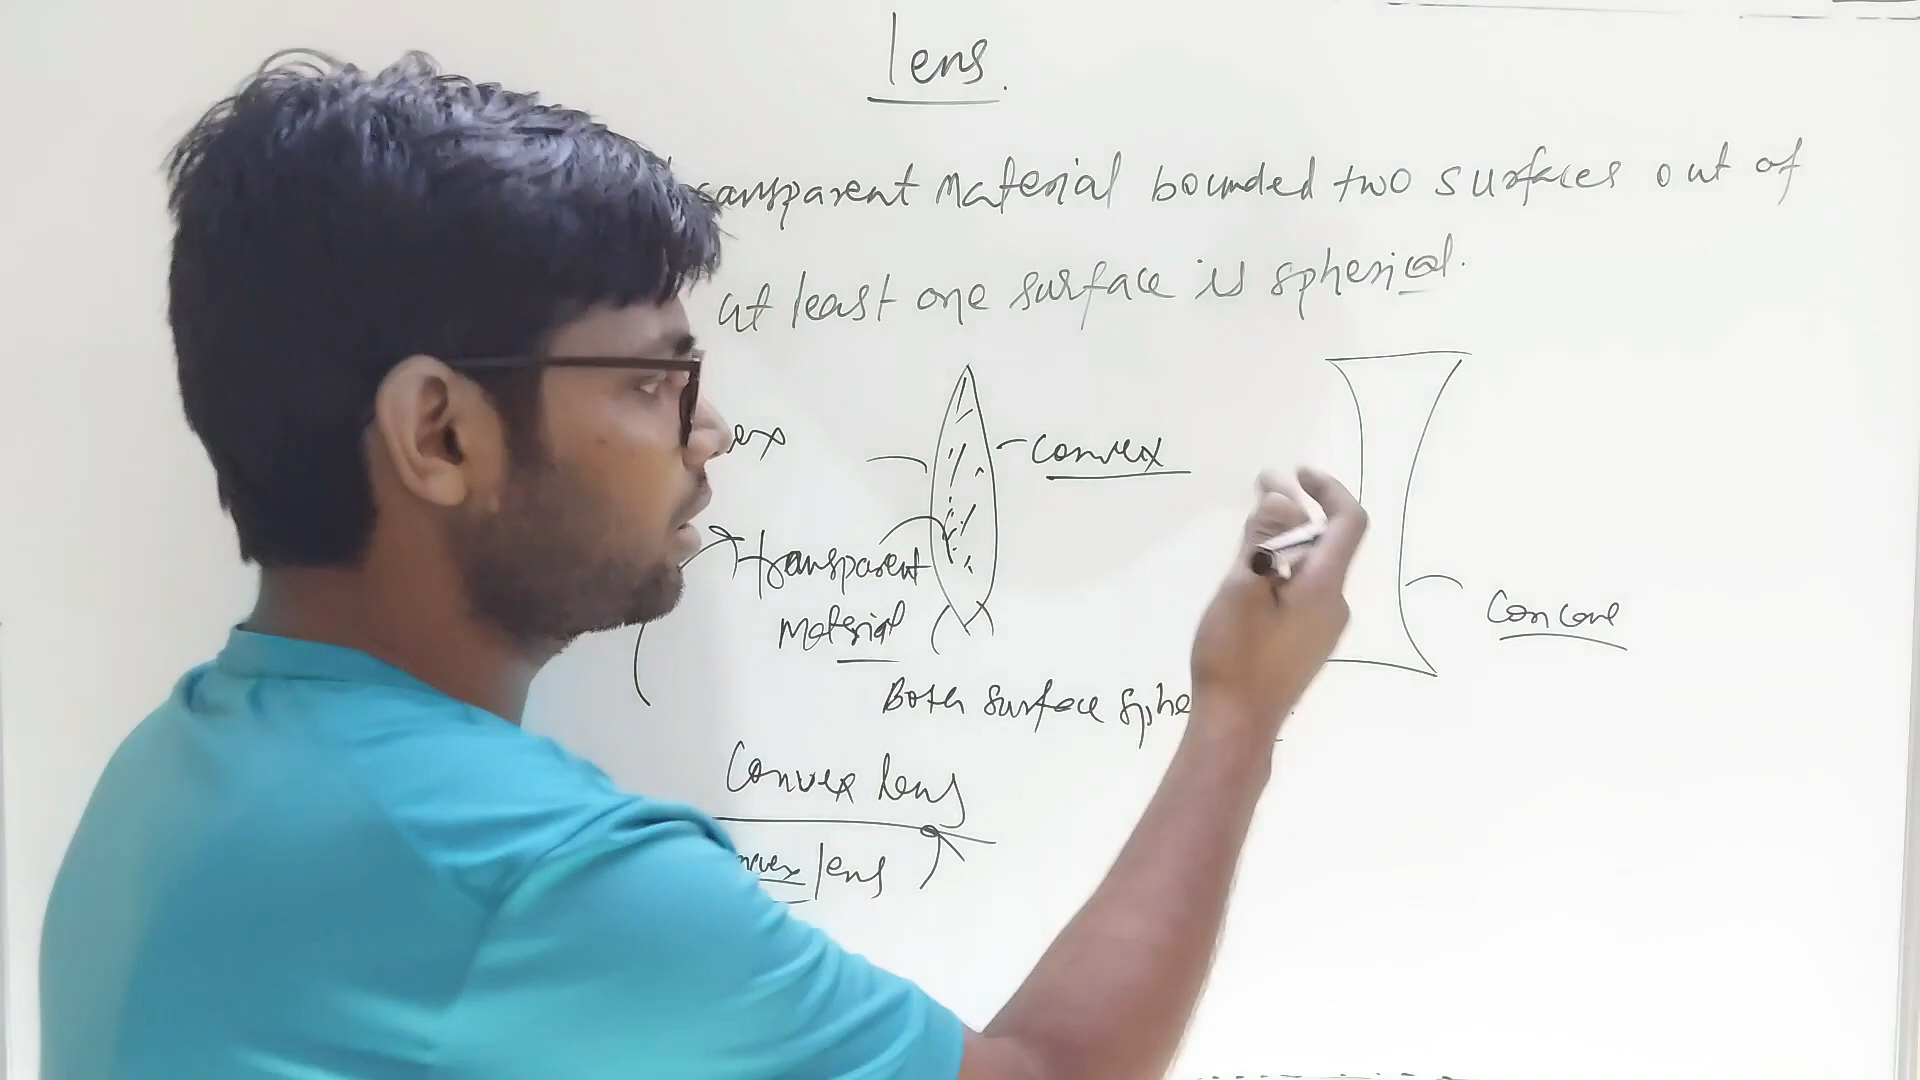 lens.
transparent material bounded two surfaces out of
at least one surface is spherical.
convex
transparent
material
concave
Both surface
convex lens
lens